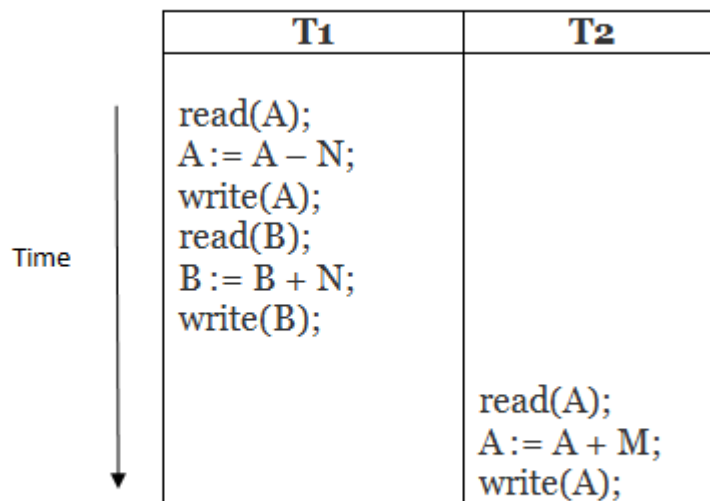 T1 T2
read(A);
A := A – N;
write(A);
read(B);
Time
B := B + N;
write(B);
read(A);
A := A + M;
write(A);